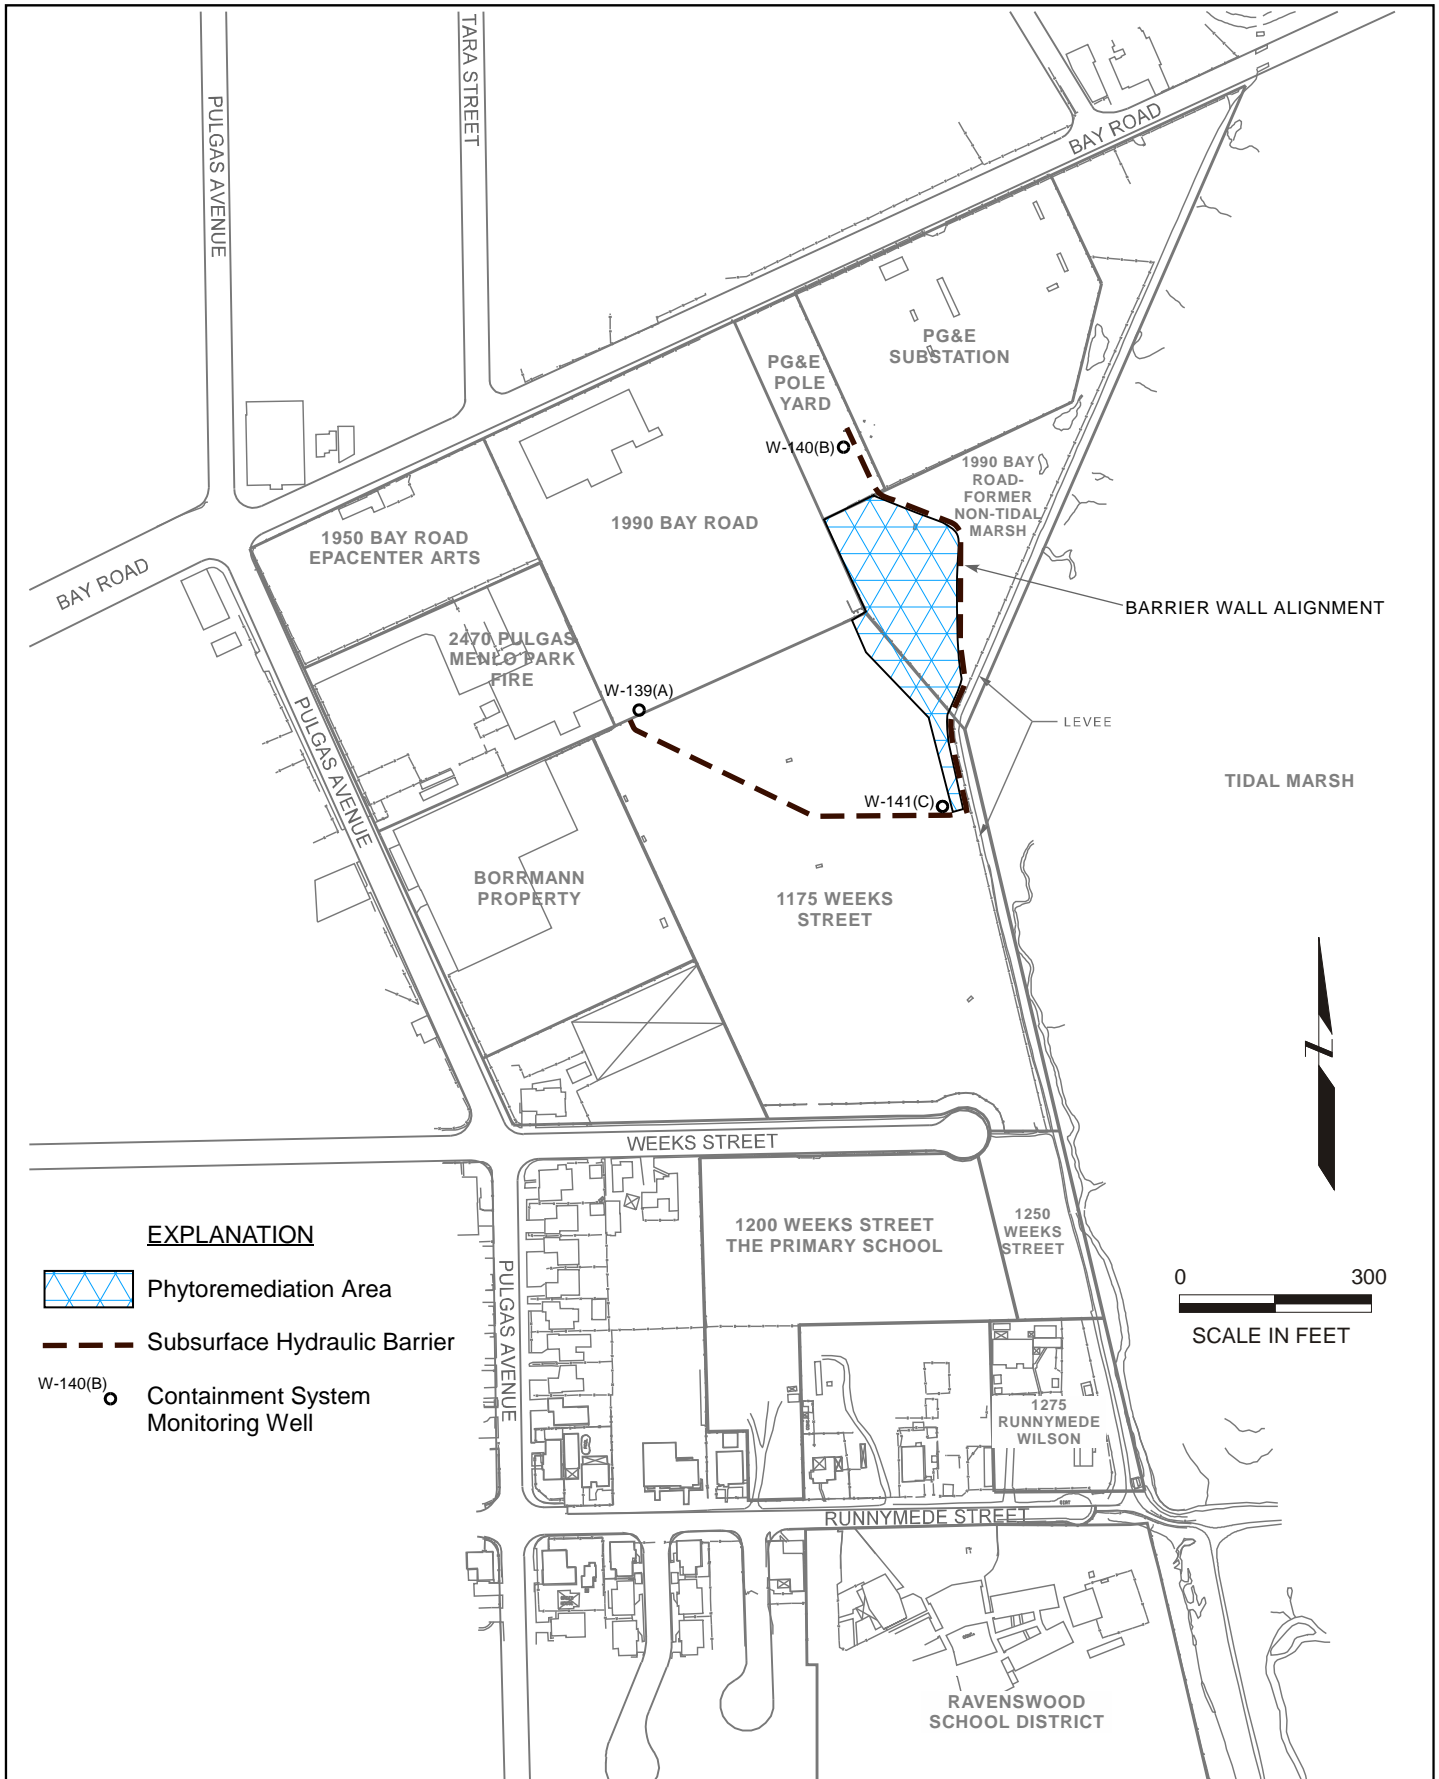 TARA STREET
PULGAS AVENUE
BAY ROAD
PG&E
SUBSTATION
PG&E
POLE
YARD
W-140(B)
1990 BAY
ROAD-
FORMER
NON-TIDAL
MARSH
1990 BAY ROAD
1950 BAY ROAD
EPACENTER ARTS
BAY ROAD
BARRIER WALL ALIGNMENT
2470 PULGAS
MENLO PARK
FIRE
W-139(A)
PULGAS AVENUE
LEVEE
TIDAL MARSH
W-141(C)
BORRMANN
PROPERTY
1175 WEEKS
STREET
WEEKS STREET
1200 WEEKS STREET
THE PRIMARY SCHOOL
1250
WEEKS
STREET
EXPLANATION
Phytoremediation Area
Subsurface Hydraulic Barrier
W-140(B)
Containment System
Monitoring Well
PULGAS AVENUE
0 300
SCALE IN FEET
1275
RUNNYMEDE
WILSON
RUNNYMEDE STREET
RAVENSWOOD
SCHOOL DISTRICT